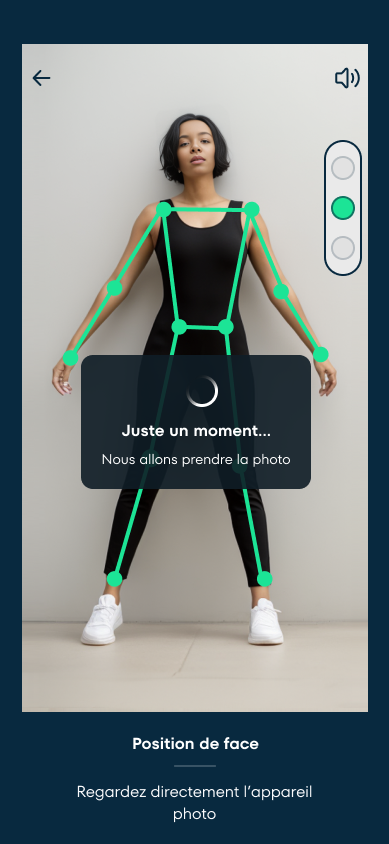 Juste un moment...
Nous allons prendre la photo
Position de face
Regardez directement l'appareil
photo